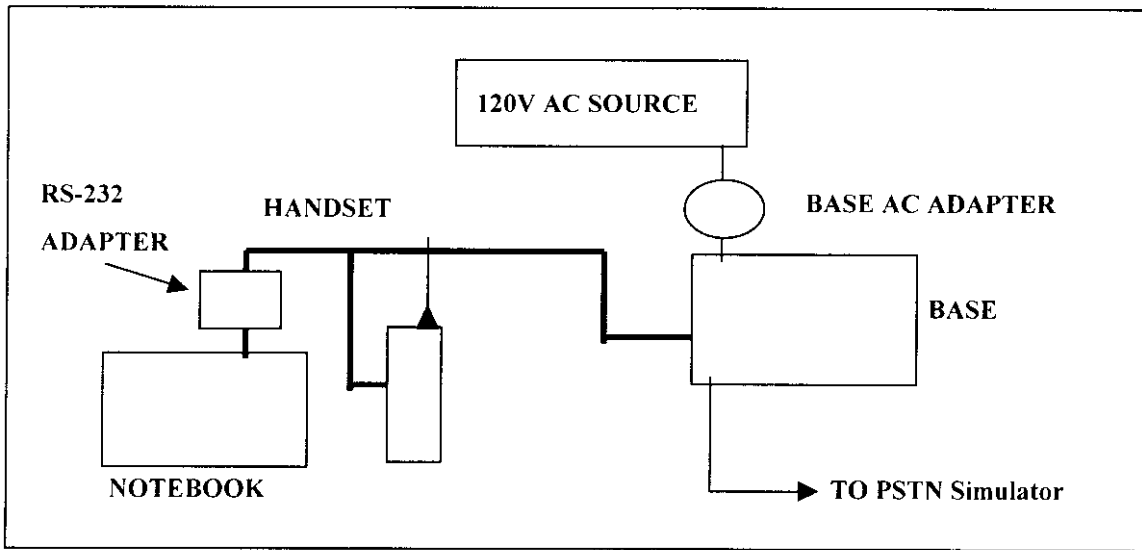 120V AC SOURCE
RS-232
ADAPTER
HANDSET
BASE AC ADAPTER
BASE
NOTEBOOK
TO PSTN Simulator